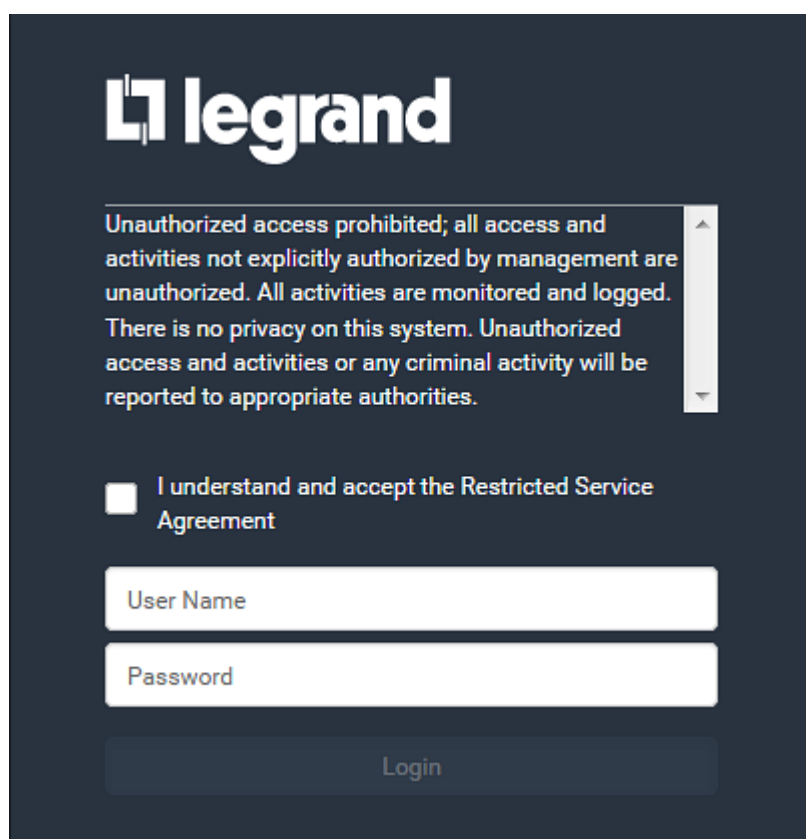 legrand
Unauthorized access prohibited; all access and
activities not explicitly authorized by management are
unauthorized. All activities are monitored and logged.
There is no privacy on this system. Unauthorized
access and activities or any criminal activity will be
reported to appropriate authorities.
I understand and accept the Restricted Service
Agreement
User Name
Password
Login